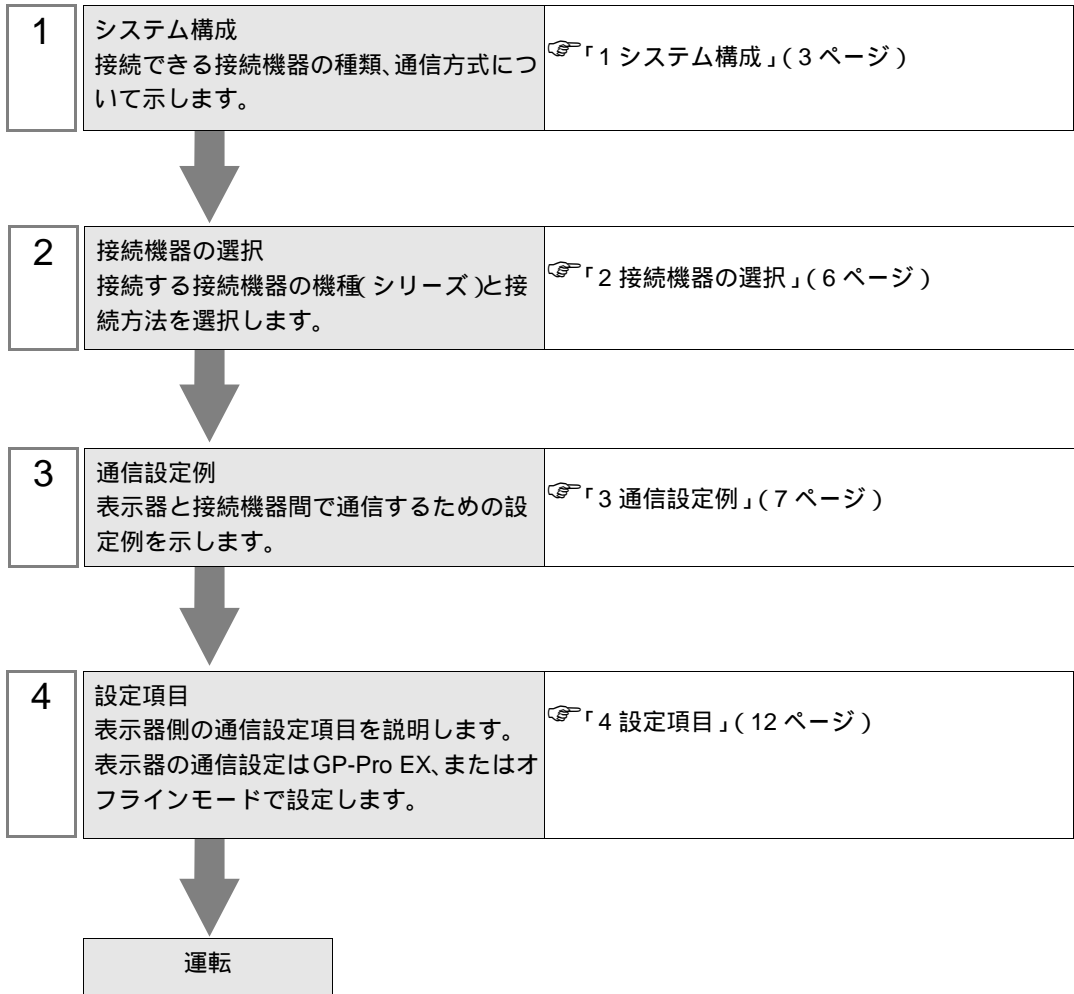 1
システム構成
接続できる接続機器の種類、通信方式につ
いて示します。
☞「1 システム構成」(3 ページ)
2
接続機器の選択
接続する接続機器の機種(シリーズ)と接
続方法を選択します。
☞「2 接続機器の選択」(6 ページ)
3
通信設定例
表示器と接続機器間で通信するための設
定例を示します。
☞「3 通信設定例」(7 ページ)
4
設定項目
表示器側の通信設定項目を説明します。
表示器の通信設定はGP-Pro EX、またはオ
フラインモードで設定します。
☞「4 設定項目」(12 ページ)
運転